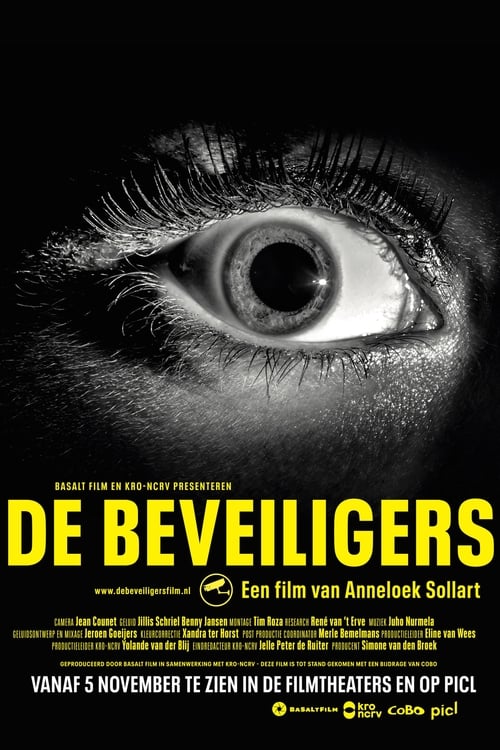 BASALT FILM EN KRO-NCRV PRESENTEREN
DE BEVEILIGERS
www.debeveiligersfilm.nl Een film van Anneloek Sollart
CAMERA Jean Counet GELUID Jillis Schriel Benny Jansen MONTAGE Tim Roza RESEARCH René van 't Erve MUZIEK Juho Nurmela
GELUIDSONTWERP EN MIXAGE Jeroen Goeijers KLEURCORRECTIE Xandra ter Horst POST PRODUCTIE COORDINATOR Merle Bemelmans PRODUCTIELEIDER Eline van Wees
PRODUCTIELEIDER KRO-NCRV Yolande van der Blij EINDREDACTEUR KRO-NCRV Jelle Peter de Ruiter PRODUCENT Simone van den Broek
GEPRODUCEERD DOOR BASALT FILM IN SAMENWERKING MET KRO-NCRV - DEZE FILM IS TOT STAND GEKOMEN MET EEN BIJDRAGE VAN COBO
VANAF 5 NOVEMBER TE ZIEN IN DE FILMTHEATERS EN OP PICL
BASALTFILM kro ncrv CoBO picl